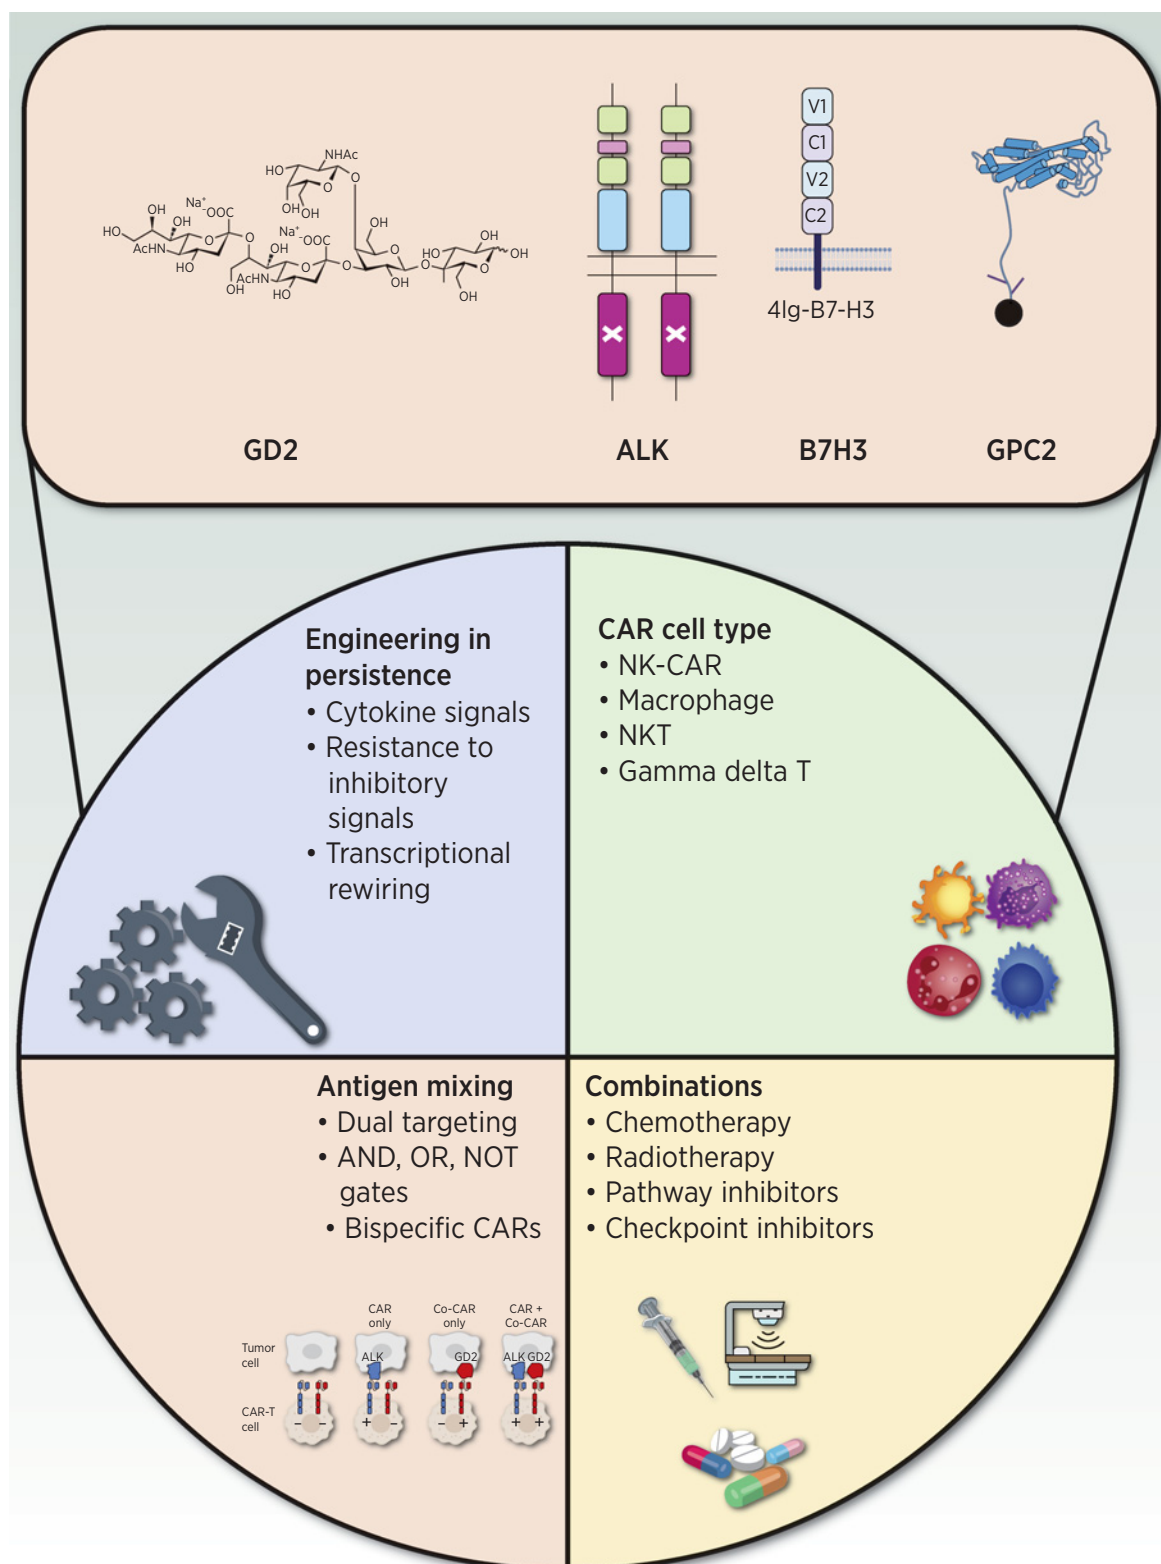 NHAc
HO
O
OH
OH
Na⁺
⁻OOC
OH
OH
HO
AcHN
HO
O
O
Na⁺
⁻OOC
OH
OH
AcHN
HO
O
O
OH
O
O
OH
O
HO
OH
OH
O
OH
OH
V1
C1
V2
C2
4Ig-B7-H3
GD2
ALK
B7H3
GPC2
Engineering in
persistence
• Cytokine signals
• Resistance to
inhibitory
signals
• Transcriptional
rewiring
CAR cell type
• NK-CAR
• Macrophage
• NKT
• Gamma delta T
Antigen mixing
• Dual targeting
• AND, OR, NOT
gates
• Bispecific CARs
Combinations
• Chemotherapy
• Radiotherapy
• Pathway inhibitors
• Checkpoint inhibitors
CAR
only
Co-CAR
only
CAR +
Co-CAR
Tumor
cell
ALK
GD2
ALK GD2
CAR-T
cell
– –
+ –
– +
+ +